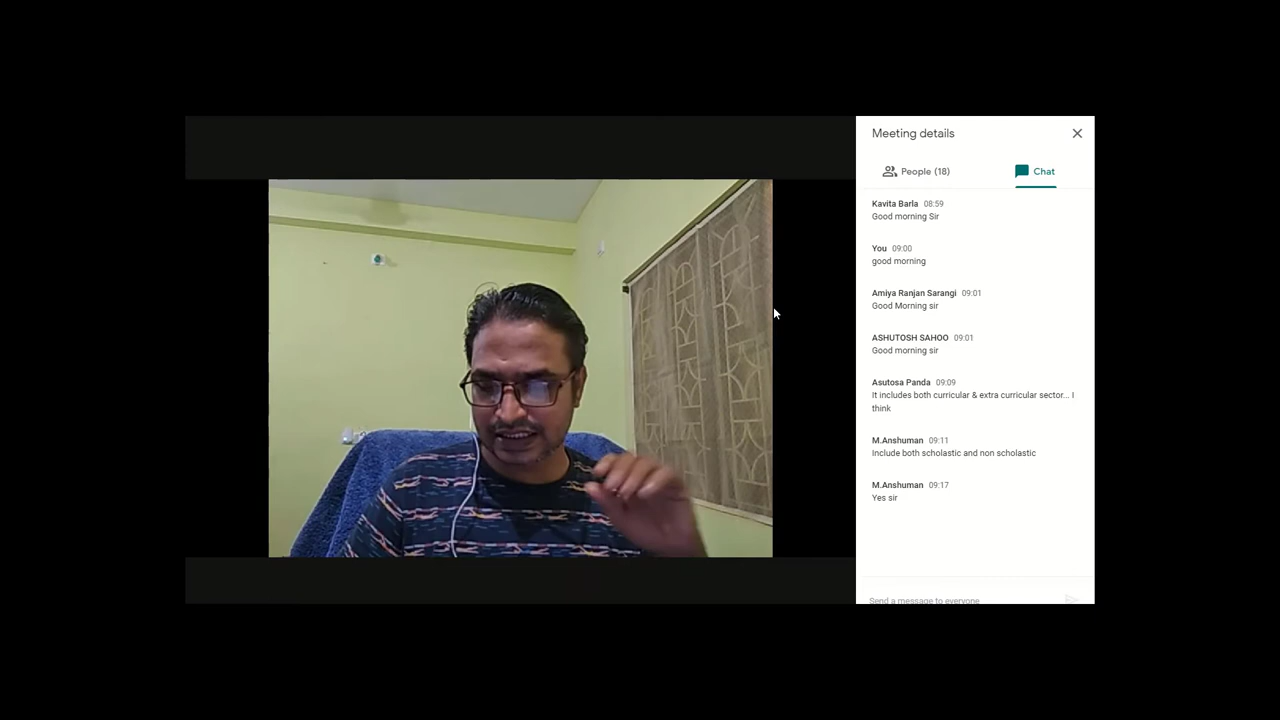 Meeting details
People (18)
Chat
Kavita Barla 08:59
Good morning Sir
You 09:00
good morning
Amiya Ranjan Sarangi 09:01
Good Morning sir
ASHUTOSH SAHOO 09:01
Good morning sir
Asutosa Panda 09:09
It includes both curricular & extra curricular sector... I
think
M.Anshuman 09:11
Include both scholastic and non scholastic
M.Anshuman 09:17
Yes sir
Send a message to everyone